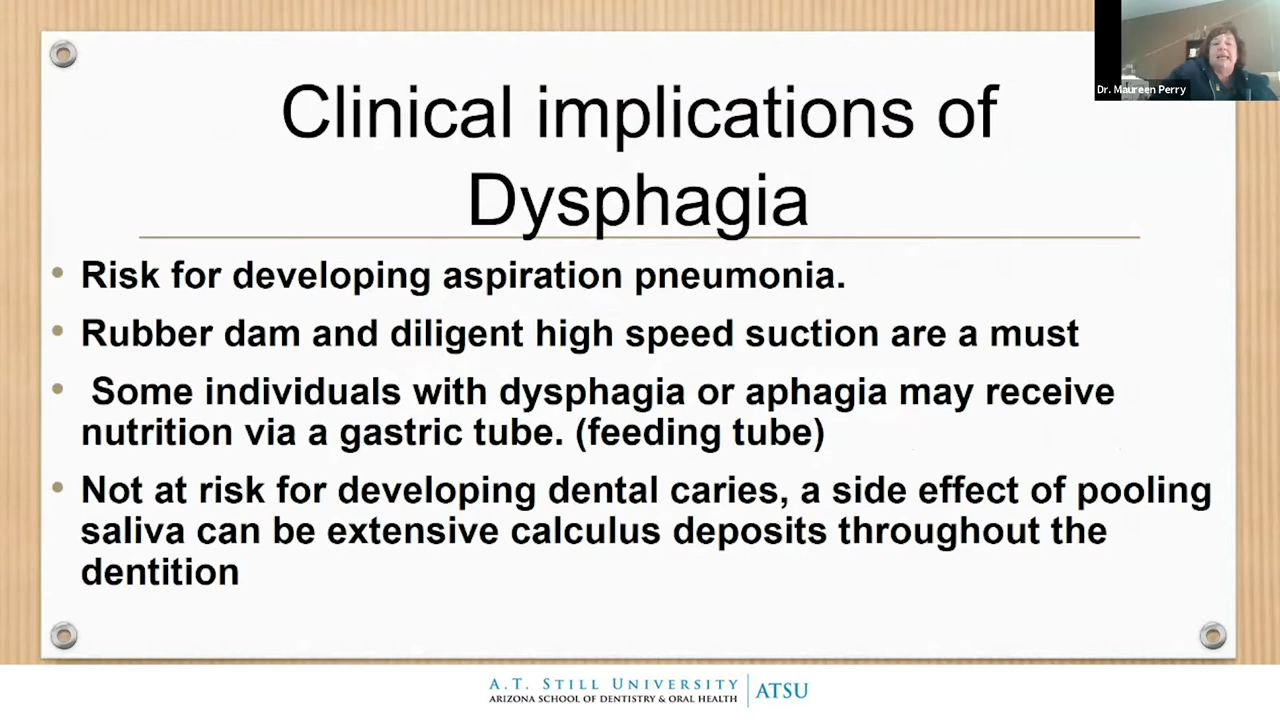 Dr. Maureen Perry
Clinical implications of
Dysphagia
• Risk for developing aspiration pneumonia.
• Rubber dam and diligent high speed suction are a must
• Some individuals with dysphagia or aphagia may receive
nutrition via a gastric tube. (feeding tube)
• Not at risk for developing dental caries, a side effect of pooling
saliva can be extensive calculus deposits throughout the
dentition
A.T. STILL UNIVERSITY
ARIZONA SCHOOL OF DENTISTRY & ORAL HEALTH
ATSU